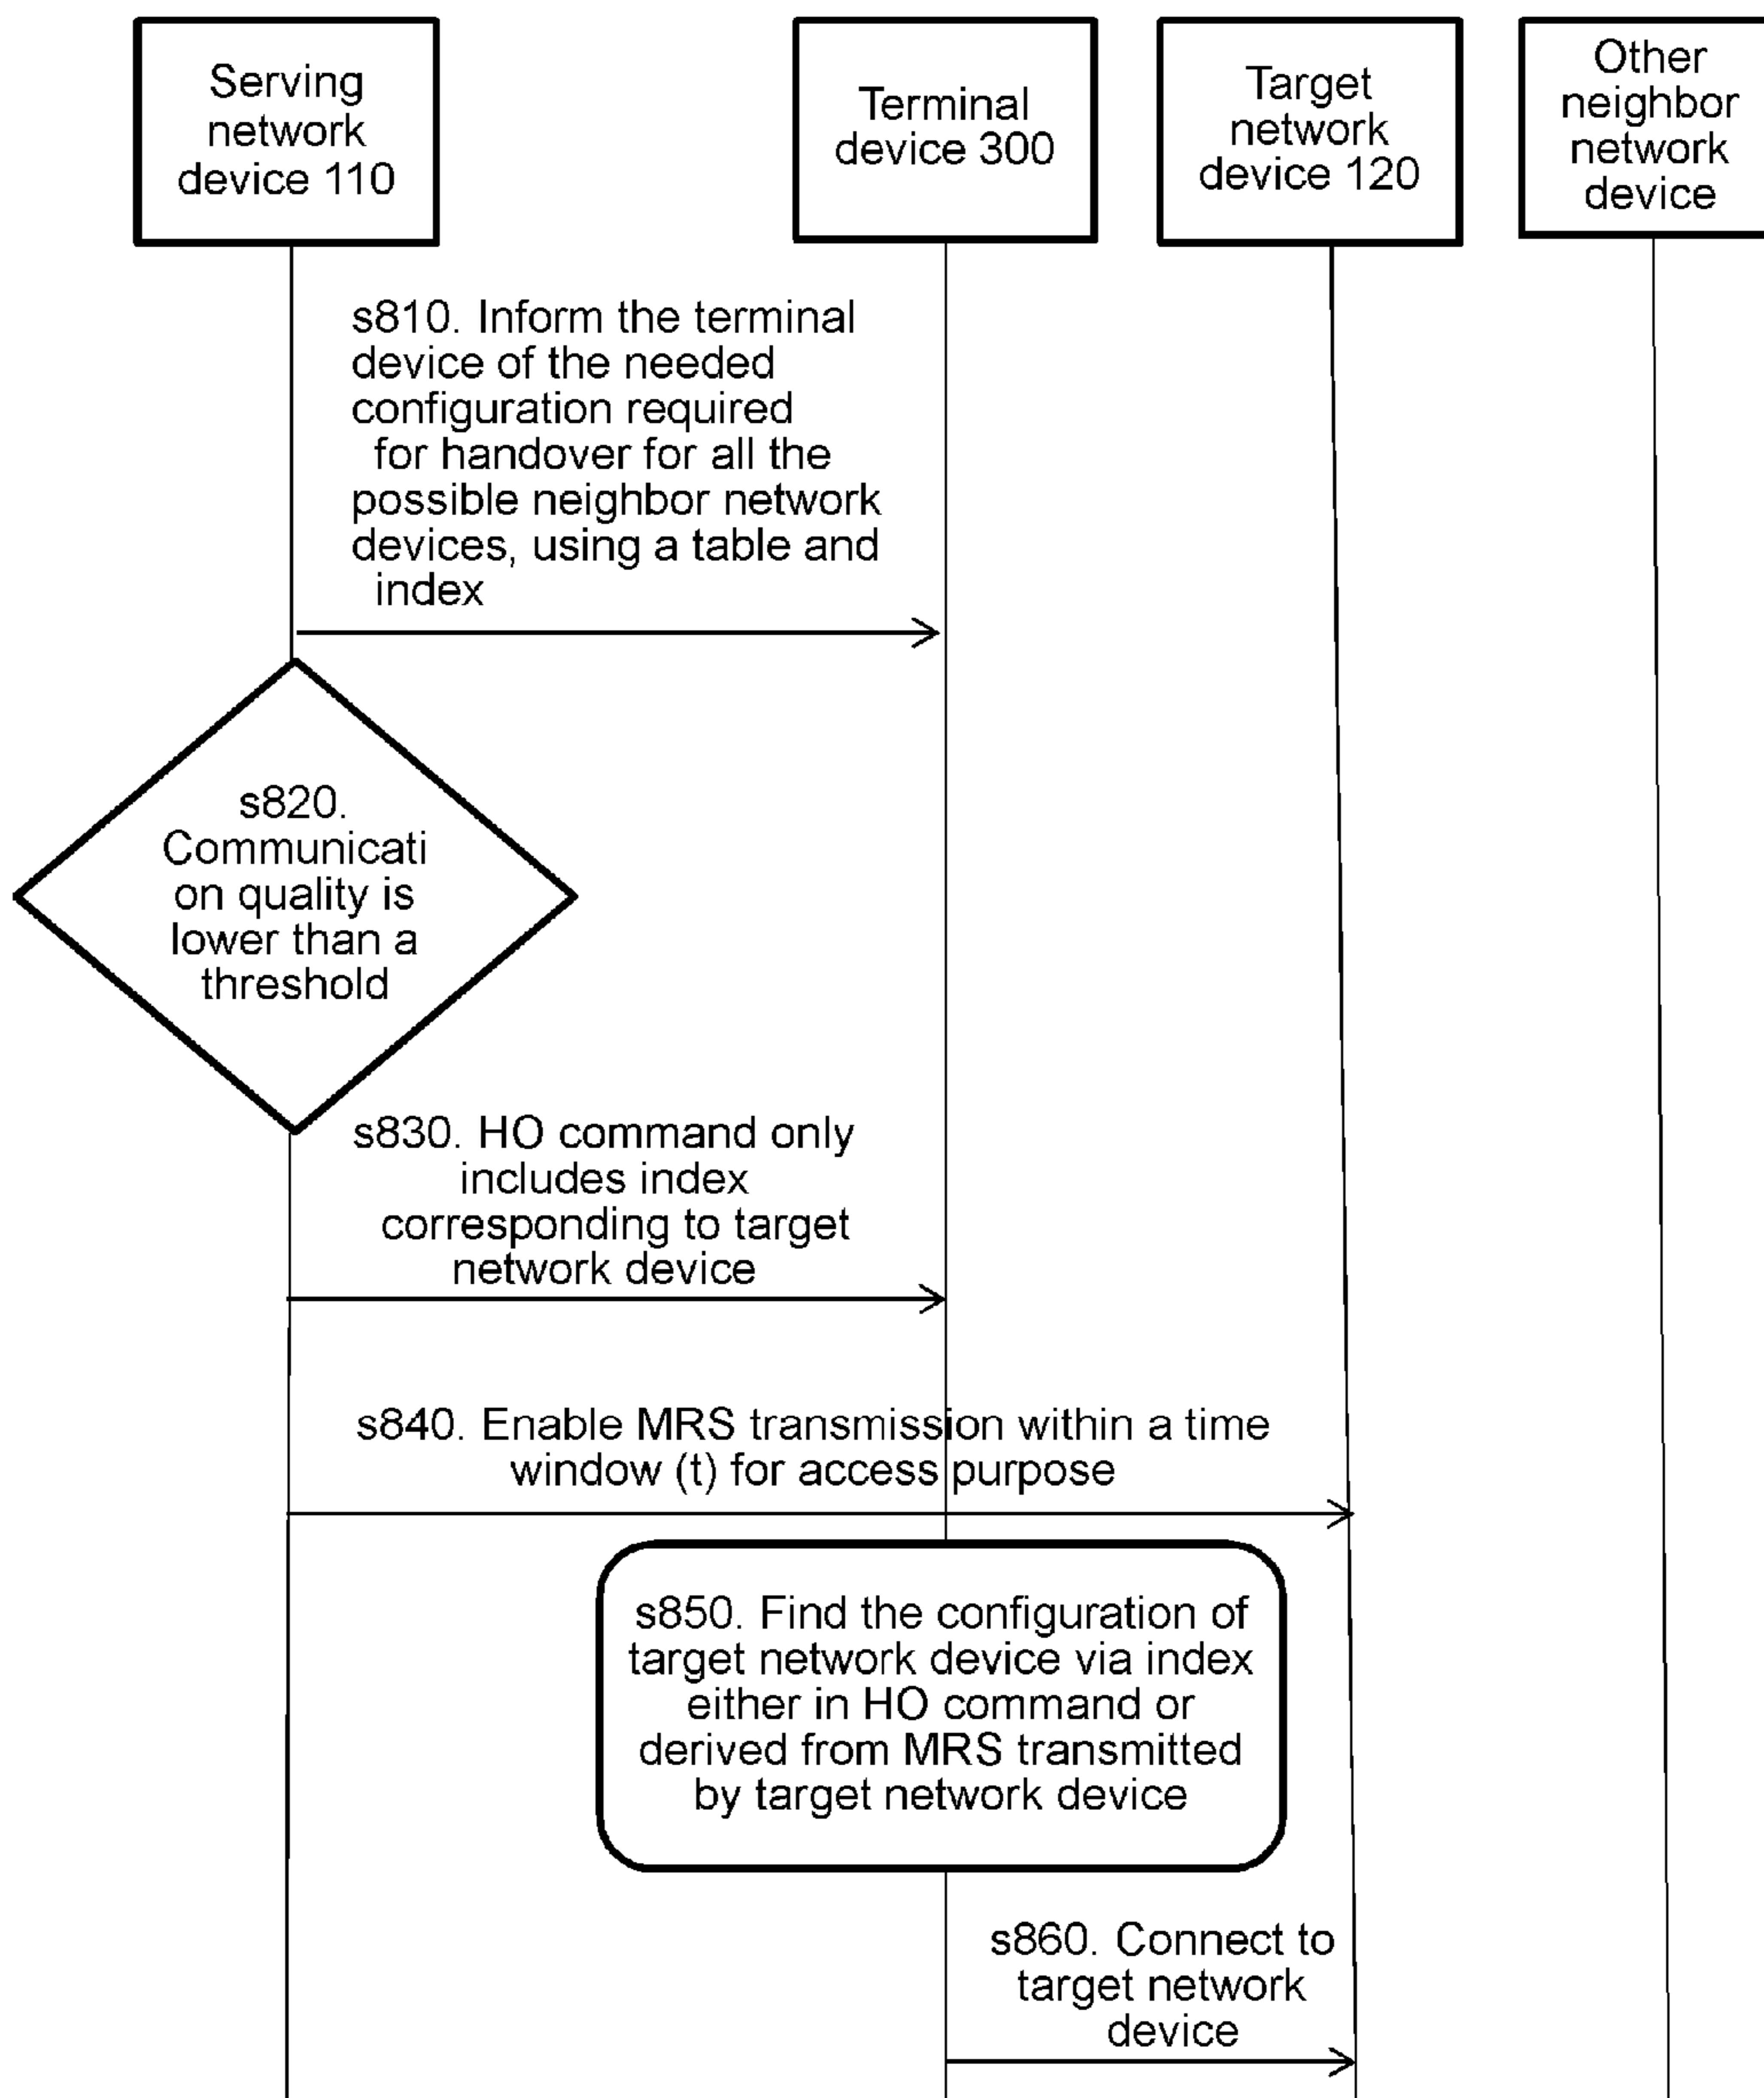 Serving
network
device 110
Terminal
device 300
Target
network
device 120
Other
neighbor
network
device
s810. Inform the terminal
device of the needed
configuration required
for handover for all the
possible neighbor network
devices, using a table and
index
s820.
Communicati
on quality is
lower than a
threshold
s830. HO command only
includes index
corresponding to target
network device
s840. Enable MRS transmission within a time
window (t) for access purpose
s850. Find the configuration of
target network device via index
either in HO command or
derived from MRS transmitted
by target network device
s860. Connect to
target network
device